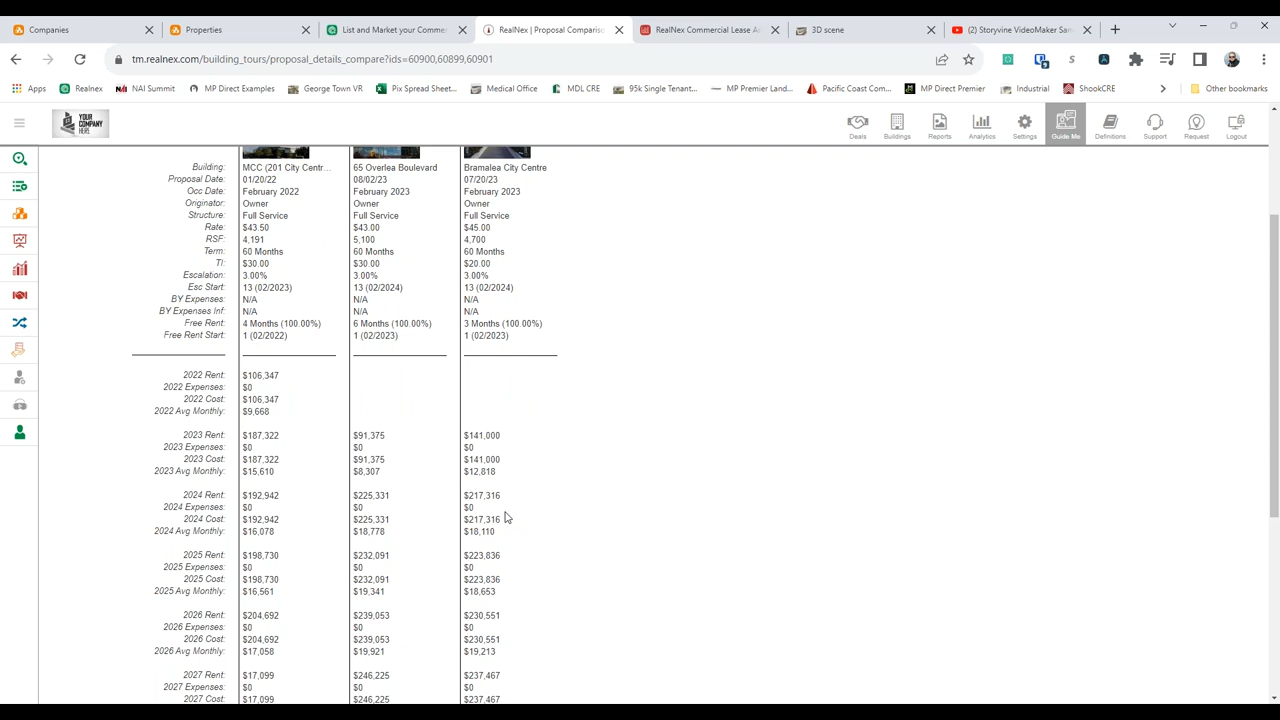 Companies
Properties
List and Market your Comme
RealNex | Proposal Compariso
RealNex Commercial Lease A
3D scene
(2) Storyvine VideoMaker Sam
tm.realnex.com/building_tours/proposal_details_compare?ids=60900,60899,60901
Apps
Realnex
NAI Summit
MP Direct Examples
George Town VR
Pix Spread Sheet...
Medical Office
MDL CRE
95k Single Tenant...
MP Premier Land...
Pacific Coast Com...
MP Direct Premier
Industrial
ShookCRE
Other bookmarks
YOUR
COMPANY
HERE
Deals
Buildings
Reports
Analytics
Settings
Guide Me
Definitions
Support
Request
Logout
Building: MCC (201 City Centr... 65 Overlea Boulevard Bramalea City Centre
Proposal Date: 01/20/22 08/02/23 07/20/23
Occ Date: February 2022 February 2023 February 2023
Originator: Owner Owner Owner
Structure: Full Service Full Service Full Service
Rate: $43.50 $43.00 $45.00
RSF: 4,191 5,100 4,700
Term: 60 Months 60 Months 60 Months
TI: $30.00 $30.00 $20.00
Escalation: 3.00% 3.00% 3.00%
Esc Start: 13 (02/2023) 13 (02/2024) 13 (02/2024)
BY Expenses: N/A N/A N/A
BY Expenses Inf: N/A N/A N/A
Free Rent: 4 Months (100.00%) 6 Months (100.00%) 3 Months (100.00%)
Free Rent Start: 1 (02/2022) 1 (02/2023) 1 (02/2023)
2022 Rent: $106,347
2022 Expenses: $0
2022 Cost: $106,347
2022 Avg Monthly: $9,668
2023 Rent: $187,322 $91,375 $141,000
2023 Expenses: $0 $0 $0
2023 Cost: $187,322 $91,375 $141,000
2023 Avg Monthly: $15,610 $8,307 $12,818
2024 Rent: $192,942 $225,331 $217,316
2024 Expenses: $0 $0 $0
2024 Cost: $192,942 $225,331 $217,316
2024 Avg Monthly: $16,078 $18,778 $18,110
2025 Rent: $198,730 $232,091 $223,836
2025 Expenses: $0 $0 $0
2025 Cost: $198,730 $232,091 $223,836
2025 Avg Monthly: $16,561 $19,341 $18,653
2026 Rent: $204,692 $239,053 $230,551
2026 Expenses: $0 $0 $0
2026 Cost: $204,692 $239,053 $230,551
2026 Avg Monthly: $17,058 $19,921 $19,213
2027 Rent: $17,099 $246,225 $237,467
2027 Expenses: $0 $0 $0
2027 Cost: $17,099 $246,225 $237,467